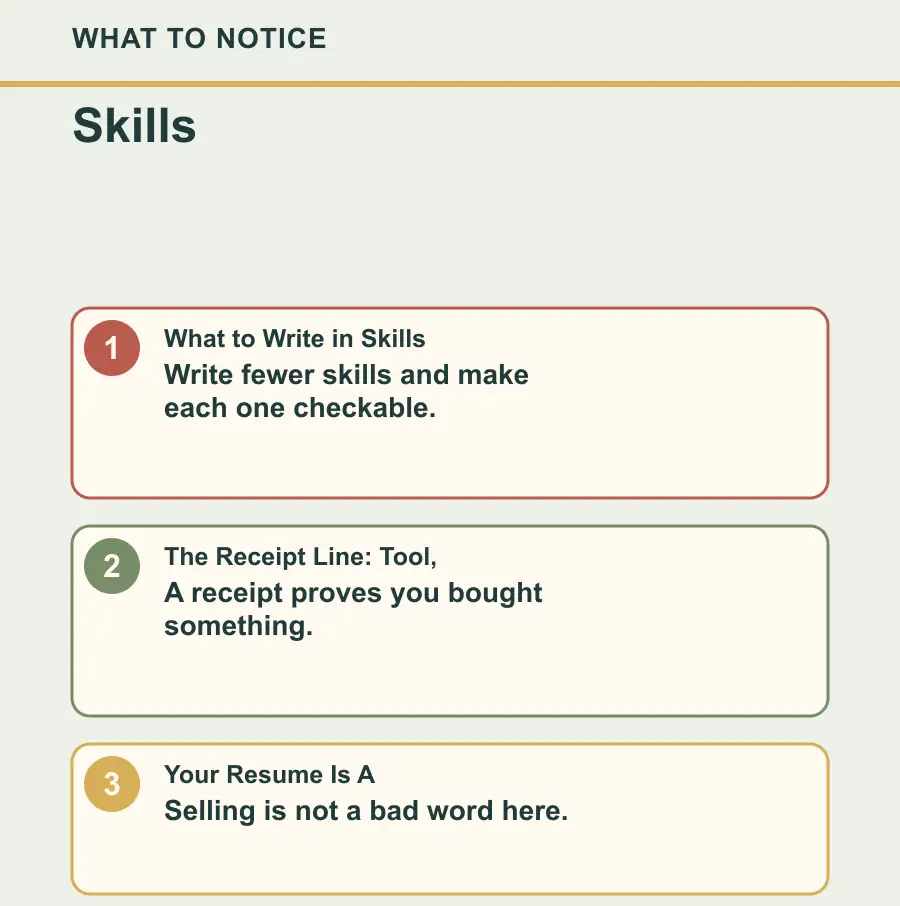 WHAT TO NOTICE
Skills
1
What to Write in Skills
Write fewer skills and make
each one checkable.
2
The Receipt Line: Tool,
A receipt proves you bought
something.
3
Your Resume Is A
Selling is not a bad word here.